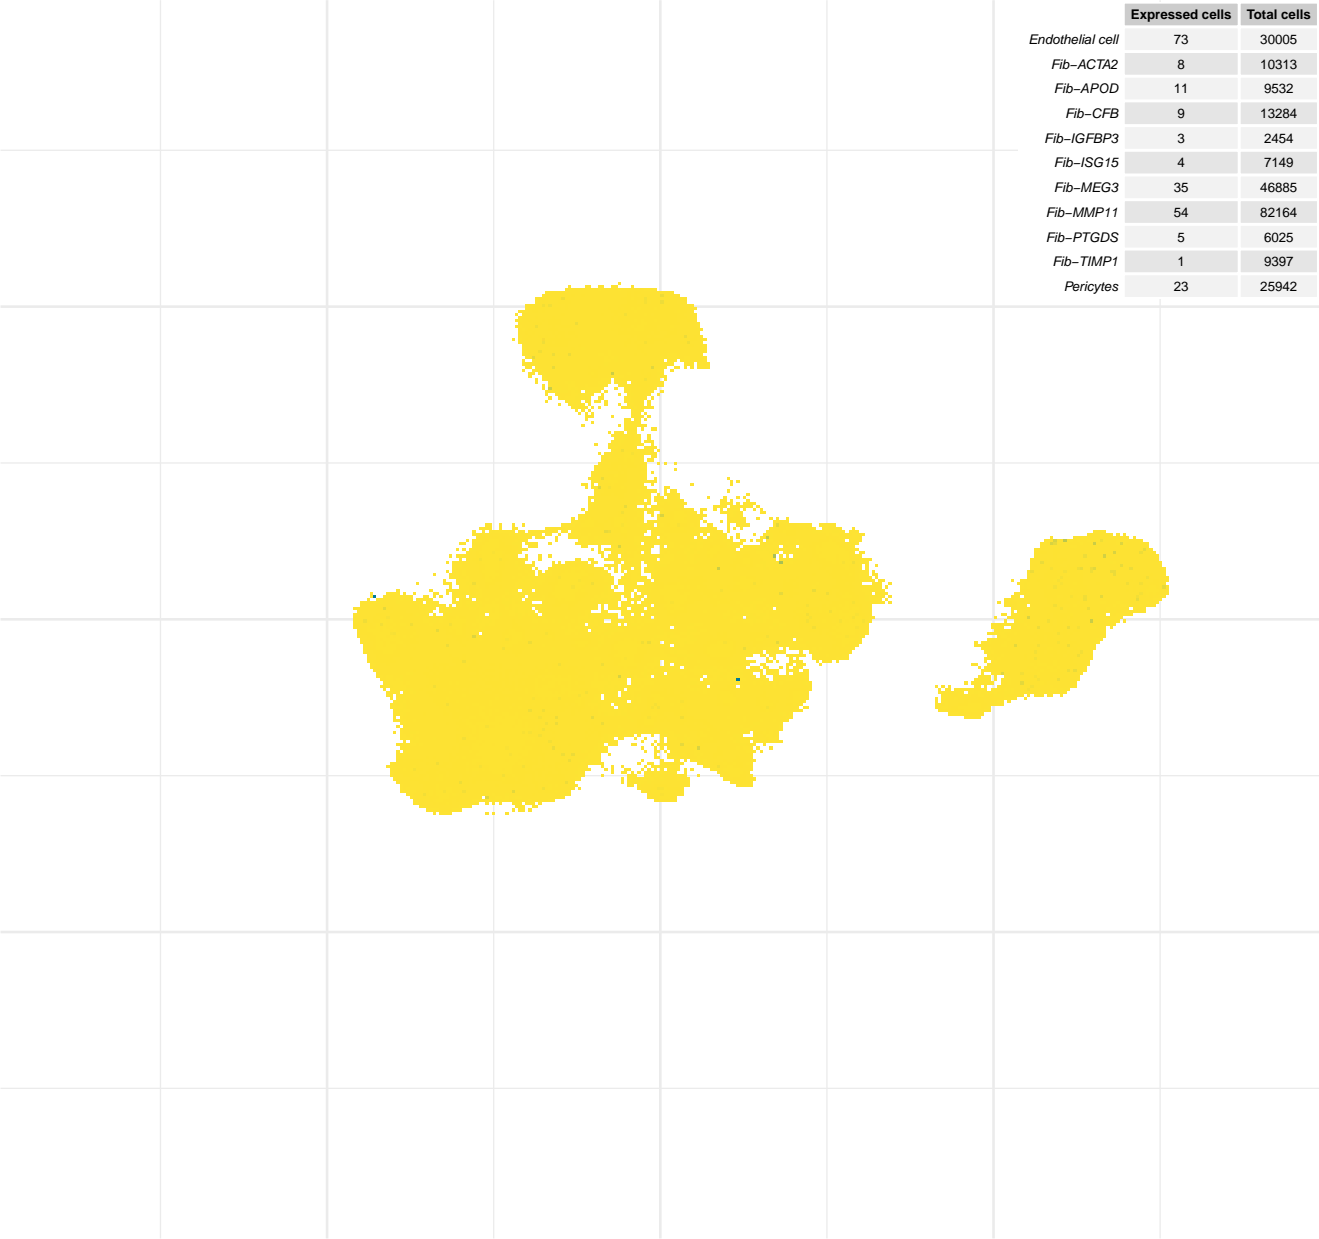 Expressed cells Total cells
Endothelial cell 73 30005
Fib−ACTA2 8 10313
Fib−APOD 11 9532
Fib−CFB 9 13284
Fib−IGFBP3 3 2454
Fib−ISG15 4 7149
Fib−MEG3 35 46885
Fib−MMP11 54 82164
Fib−PTGDS 5 6025
Fib−TIMP1 1 9397
Pericytes 23 25942